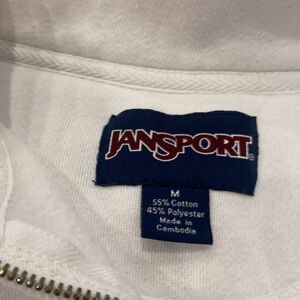 JANSPORT®
M
55% Cotton
45% Polyester
Made in
Cambodia